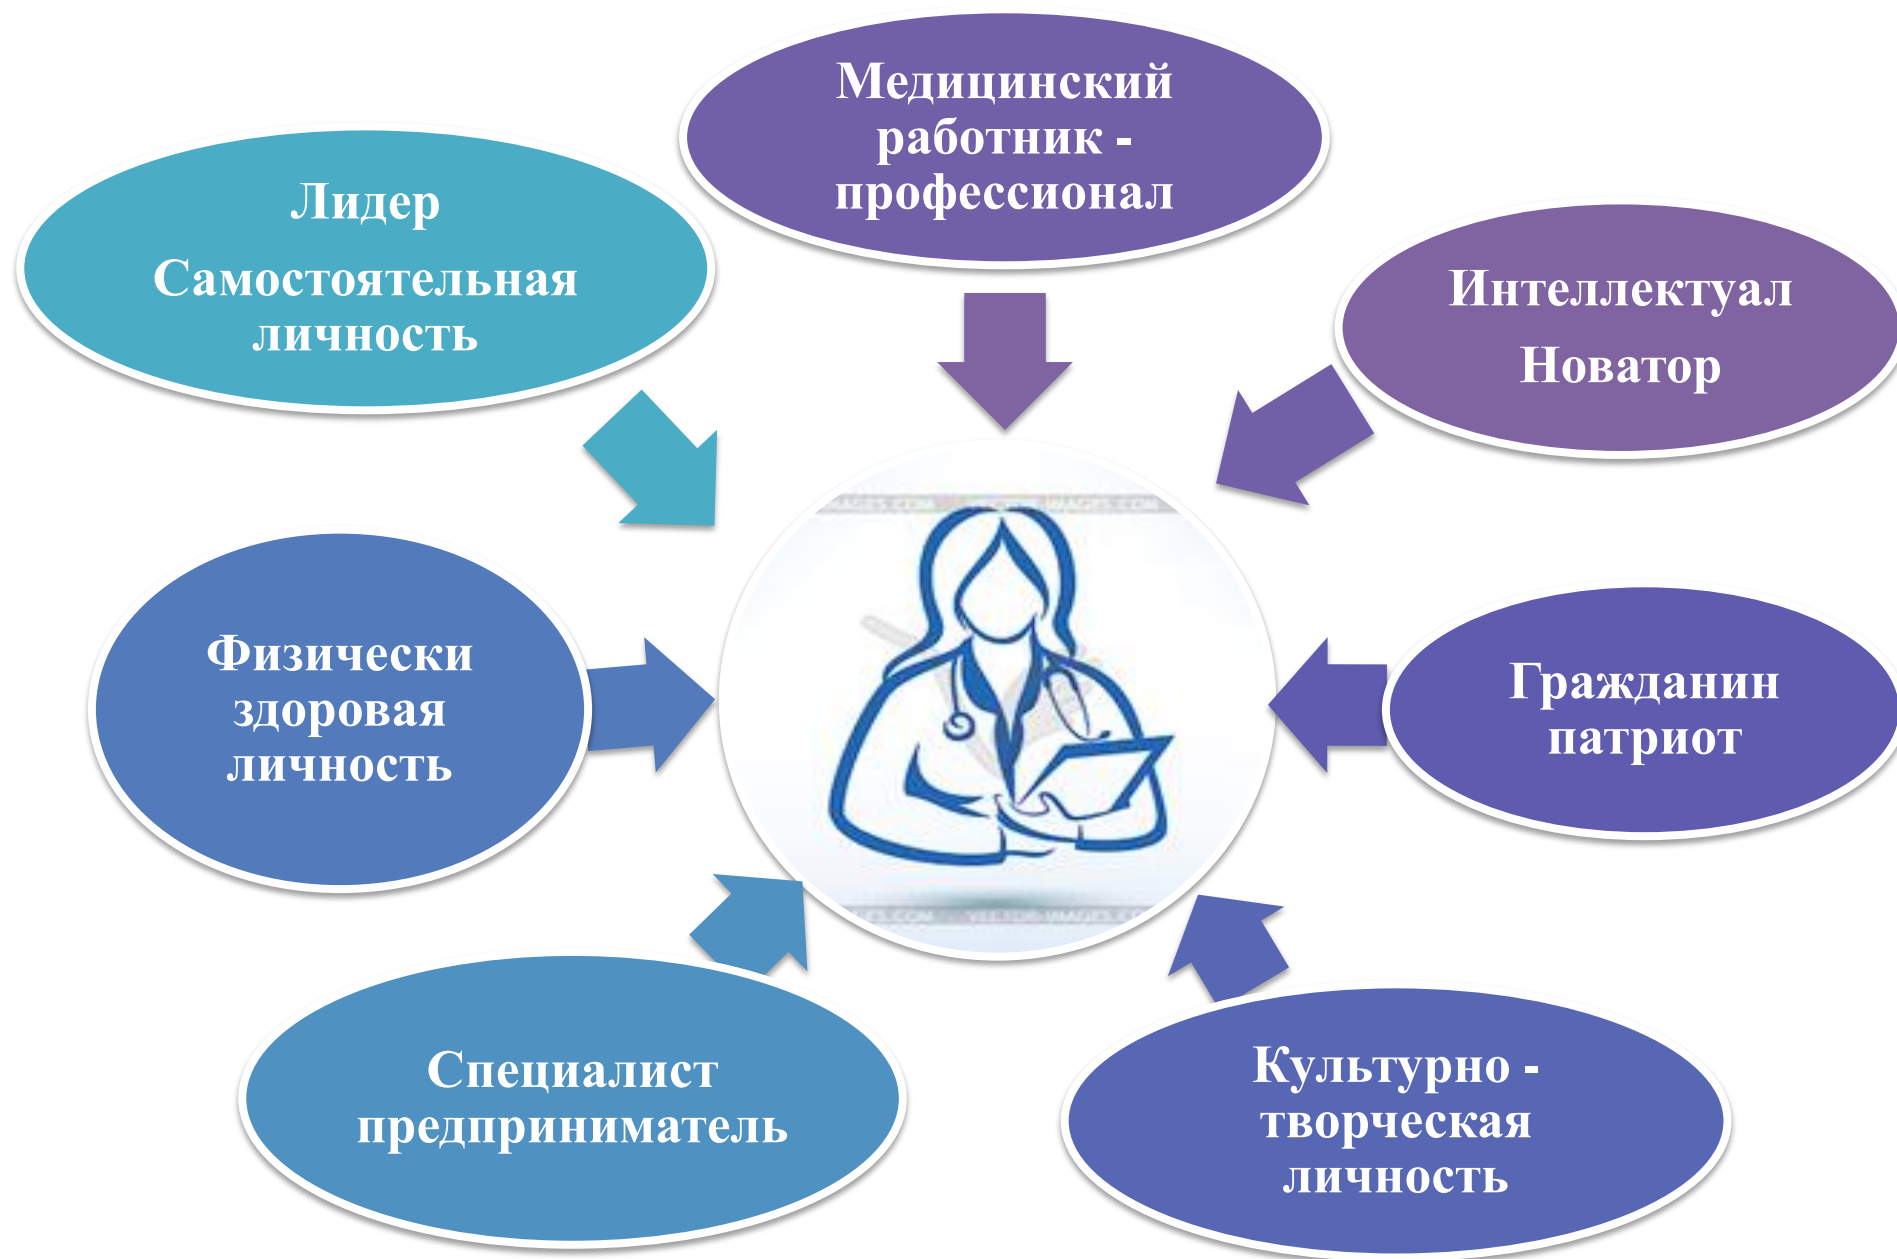 Медицинский
работник -
профессионал
Лидер
Самостоятельная
личность
Интеллектуал
Новатор
Физически
здоровая
личность
Гражданин
патриот
Специалист
предприниматель
Культурно -
творческая
личность